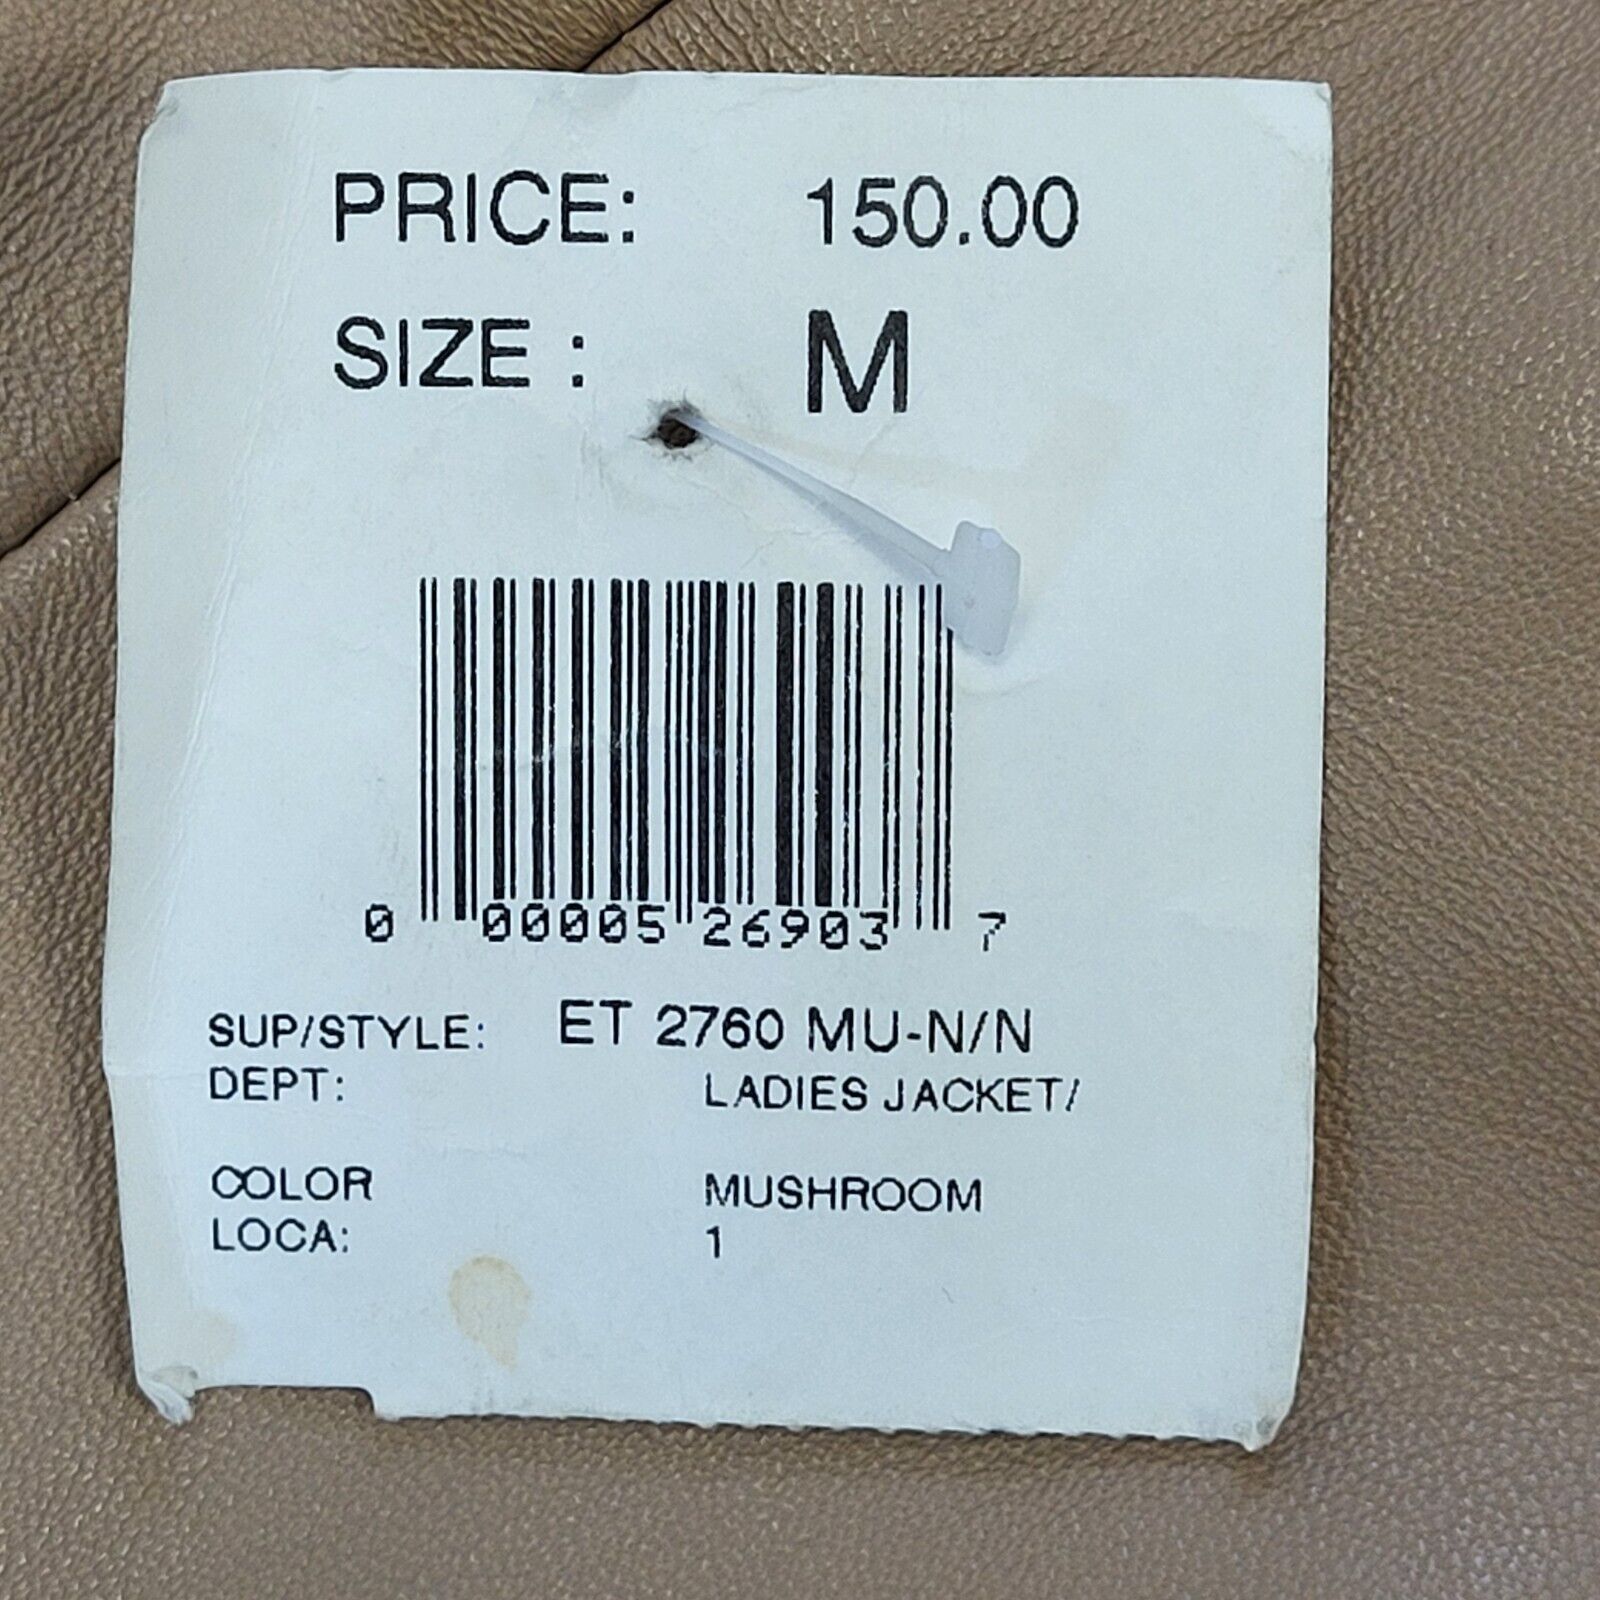 PRICE: 150.00
SIZE : M
0 00005 26903 7
SUP/STYLE: ET 2760 MU-N/N
DEPT: LADIES JACKET/
COLOR MUSHROOM
LOCA: 1